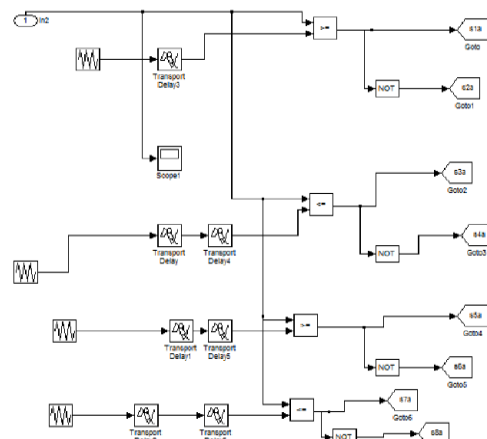 1
In2
>=
s1a
Goto
Transport
Delay3
NOT
s2a
Goto1
Scope1
<=
s3a
Goto2
Transport
Delay
Transport
Delay4
NOT
s4a
Goto3
>=
s5a
Goto4
Transport
Delay1
Transport
Delay5
NOT
s6a
Goto5
<=
s7a
Goto6
Transport
Transport
NOT
s8a